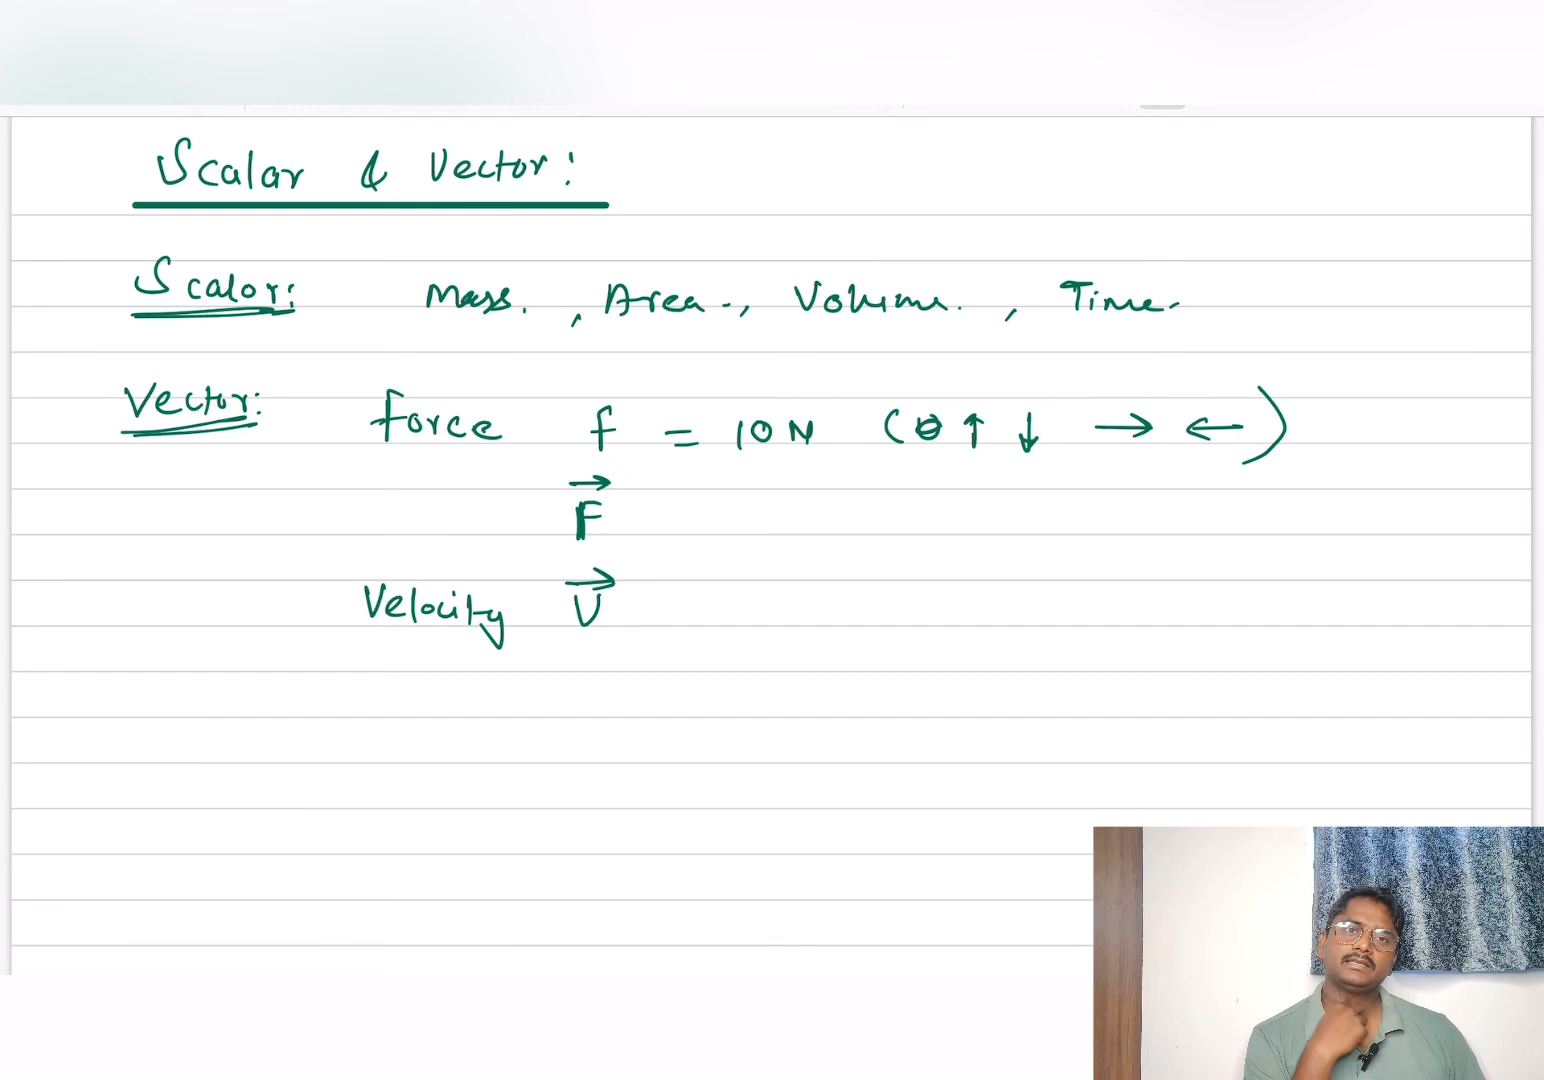 Scalar & Vector:
Scalar: Mass. , Area ., Volume. , Time.
Vector: force f = 10 N (θ ↑ ↓ → ←)
→
F
Velocity →
V